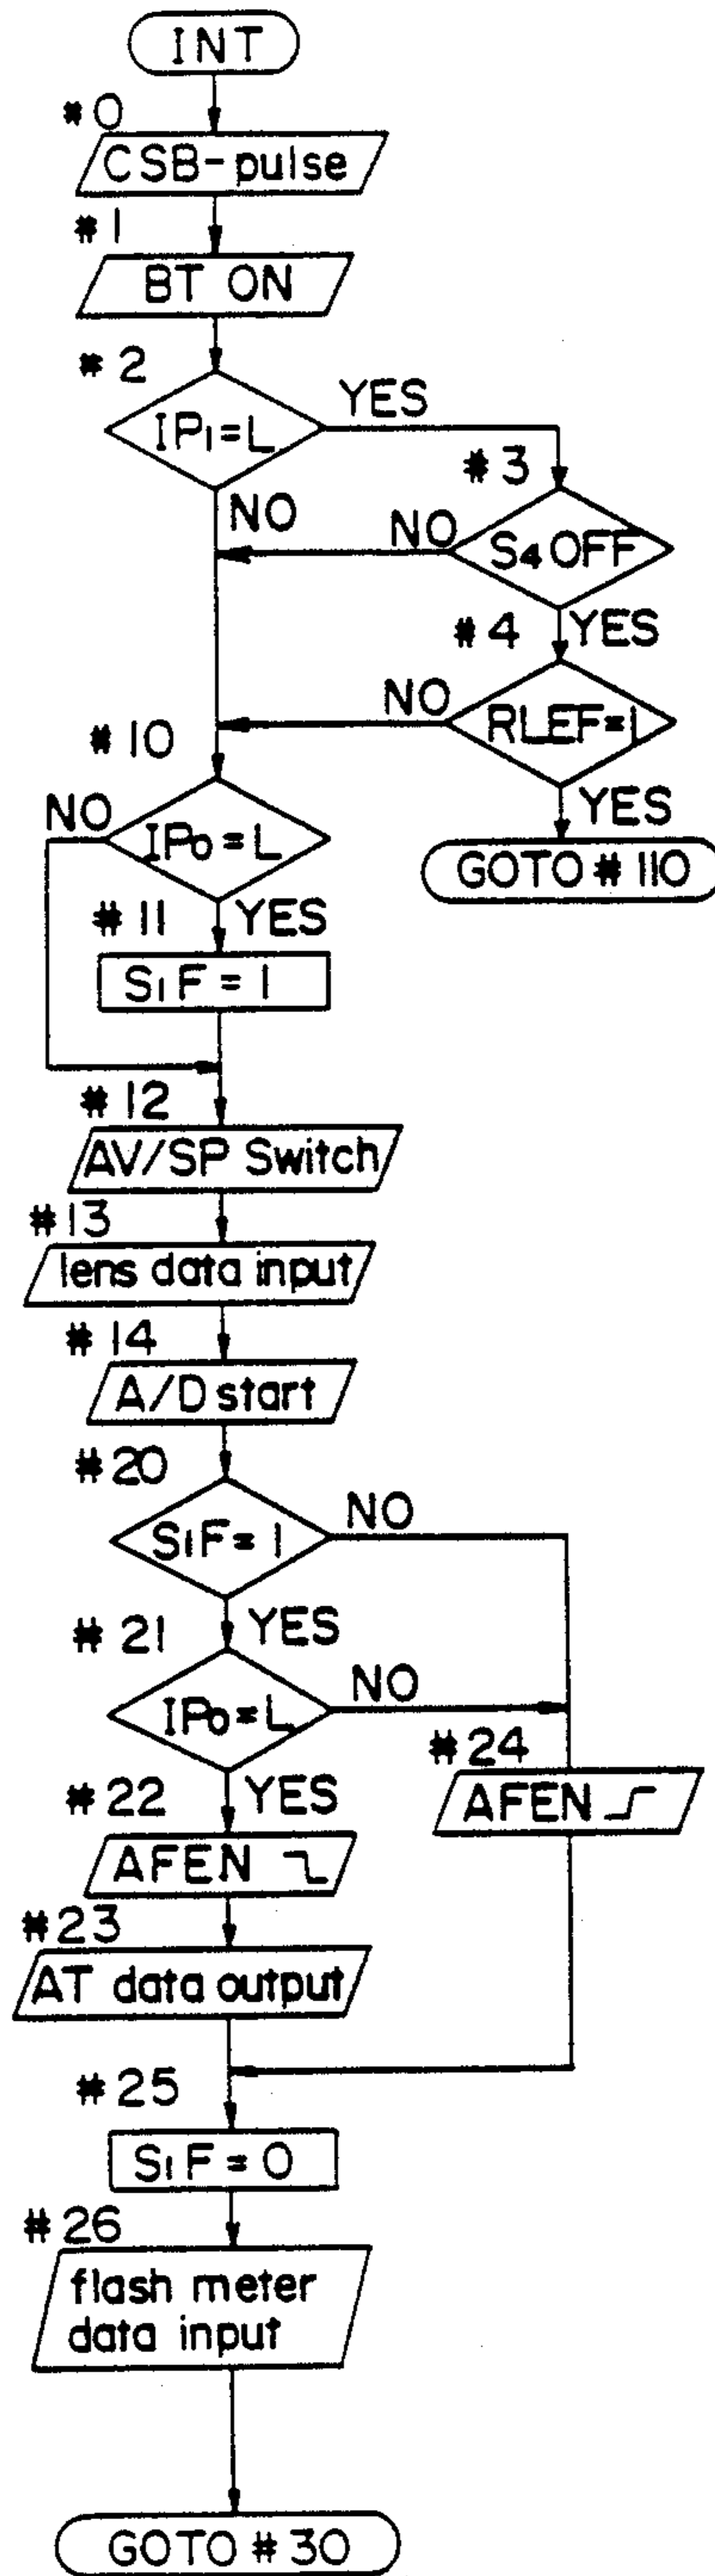 INT
#0
CSB-pulse
#1
BT ON
#2
IP₁=L
YES
NO
#3
S₄OFF
NO
YES
#4
RLEF=1
NO
YES
GOTO #110
#10
IP₀=L
NO
YES
#11
S₁F=1
#12
AV/SP Switch
#13
lens data input
#14
A/D start
#20
S₁F=1
NO
YES
#21
IP₀=L
NO
YES
#22
AFEN
#24
AFEN
#23
AT data output
#25
S₁F=0
#26
flash meter
data input
GOTO #30